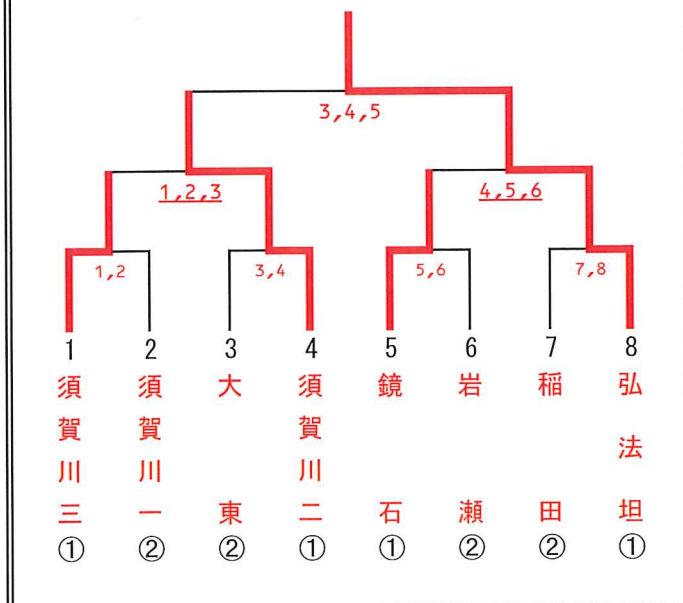 3,4,5
1,2,3
4,5,6
1,2
3,4
5,6
7,8
1 2 3 4 5 6 7 8
須賀川三
須賀川一
大東
須賀川二
鏡石
岩瀬
稲田
弘法坦
① ② ② ① ① ② ② ①